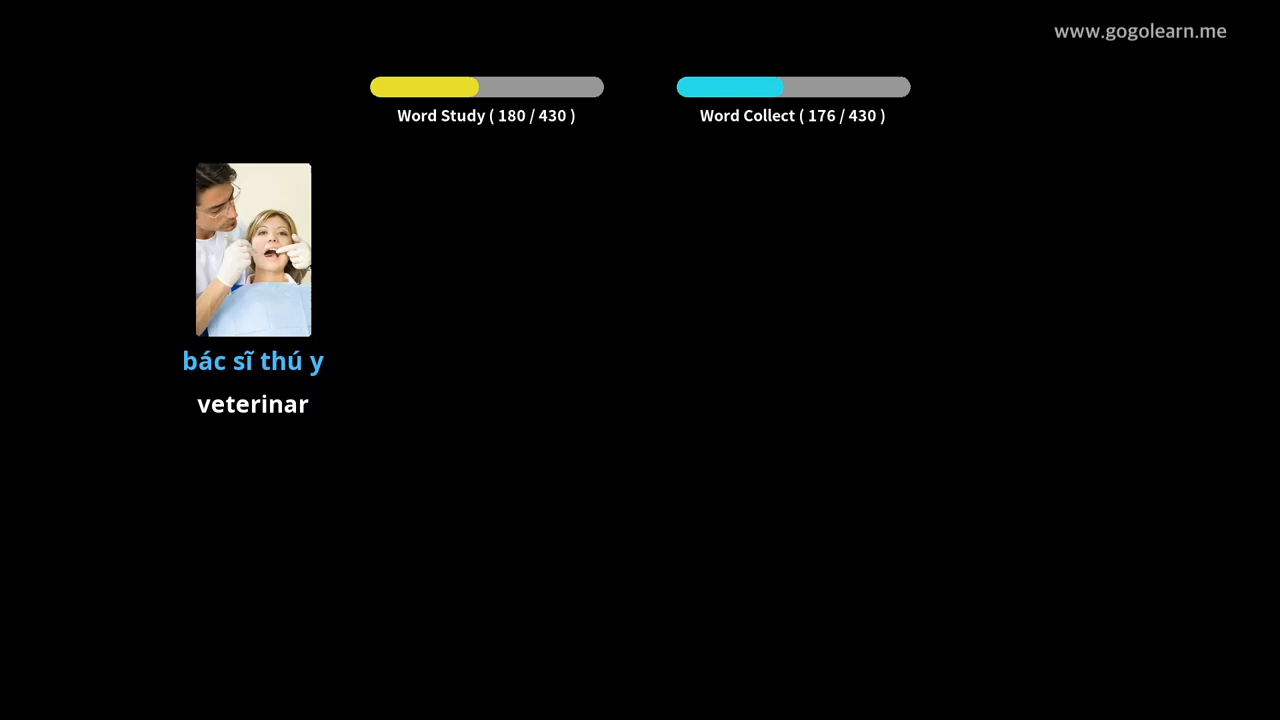 www.gogolearn.me
Word Study ( 180 / 430 )
Word Collect ( 176 / 430 )
bác sĩ thú y
veterinar